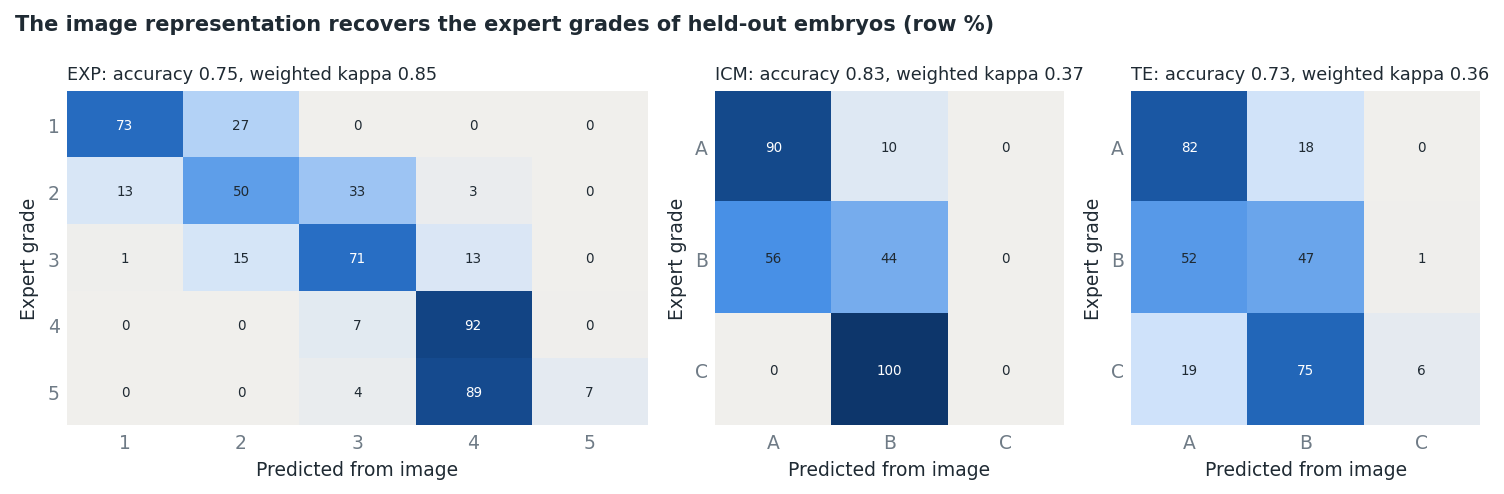 The image representation recovers the expert grades of held-out embryos (row %)
EXP: accuracy 0.75, weighted kappa 0.85
1 73 27 0 0 0
2 13 50 33 3 0
3 1 15 71 13 0
4 0 0 7 92 0
5 0 0 4 89 7
1 2 3 4 5
Expert grade
Predicted from image
ICM: accuracy 0.83, weighted kappa 0.37
A 90 10 0
B 56 44 0
C 0 100 0
A B C
Expert grade
Predicted from image
TE: accuracy 0.73, weighted kappa 0.36
A 82 18 0
B 52 47 1
C 19 75 6
A B C
Expert grade
Predicted from image